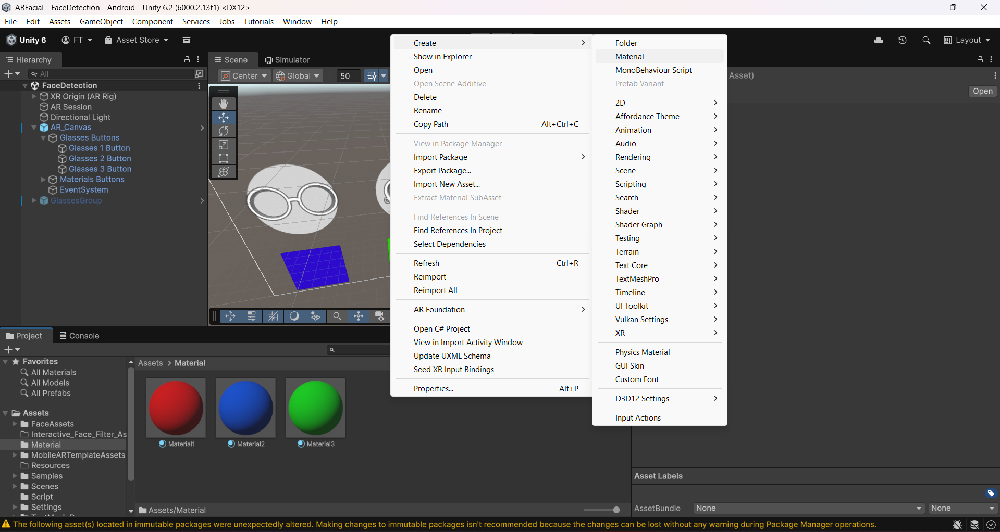 ARFacial - FaceDetection - Android - Unity 6.2 (6000.2.13f1) <DX12>
File Edit Assets GameObject Component Services Jobs Tutorials Window Help
Unity 6 FT Asset Store Layout
Hierarchy
All
FaceDetection
XR Origin (AR Rig)
AR Session
Directional Light
AR_Canvas
Glasses Buttons
Glasses 1 Button
Glasses 2 Button
Glasses 3 Button
Materials Buttons
EventSystem
GlassesGroup
Scene Simulator
Center Global 50
Create
Show in Explorer
Open
Open Scene Additive
Delete
Rename
Copy Path Alt+Ctrl+C
View in Package Manager
Import Package
Export Package...
Import New Asset...
Extract Material SubAsset
Find References In Scene
Find References In Project
Select Dependencies
Refresh Ctrl+R
Reimport
Reimport All
AR Foundation
Open C# Project
View in Import Activity Window
Update UXML Schema
Seed XR Input Bindings
Properties... Alt+P
Folder
Material
MonoBehaviour Script
Prefab Variant
2D
Affordance Theme
Animation
Audio
Rendering
Scene
Scripting
Search
Shader
Shader Graph
Testing
Terrain
Text Core
TextMeshPro
Timeline
UI Toolkit
Vulkan Settings
XR
Physics Material
GUI Skin
Custom Font
D3D12 Settings
Input Actions
Asset)
Open
Project Console
Favorites
All Materials
All Models
All Prefabs
Assets
FaceAssets
Interactive_Face_Filter_As
Material
MobileARTemplateAssets
Resources
Samples
Scenes
Script
Settings
Assets > Material
Material1 Material2 Material3
Assets/Material
Asset Labels
AssetBundle None None
The following asset(s) located in immutable packages were unexpectedly altered. Making changes to immutable packages isn't recommended because the changes can be lost without any warning during Package Manager operations.